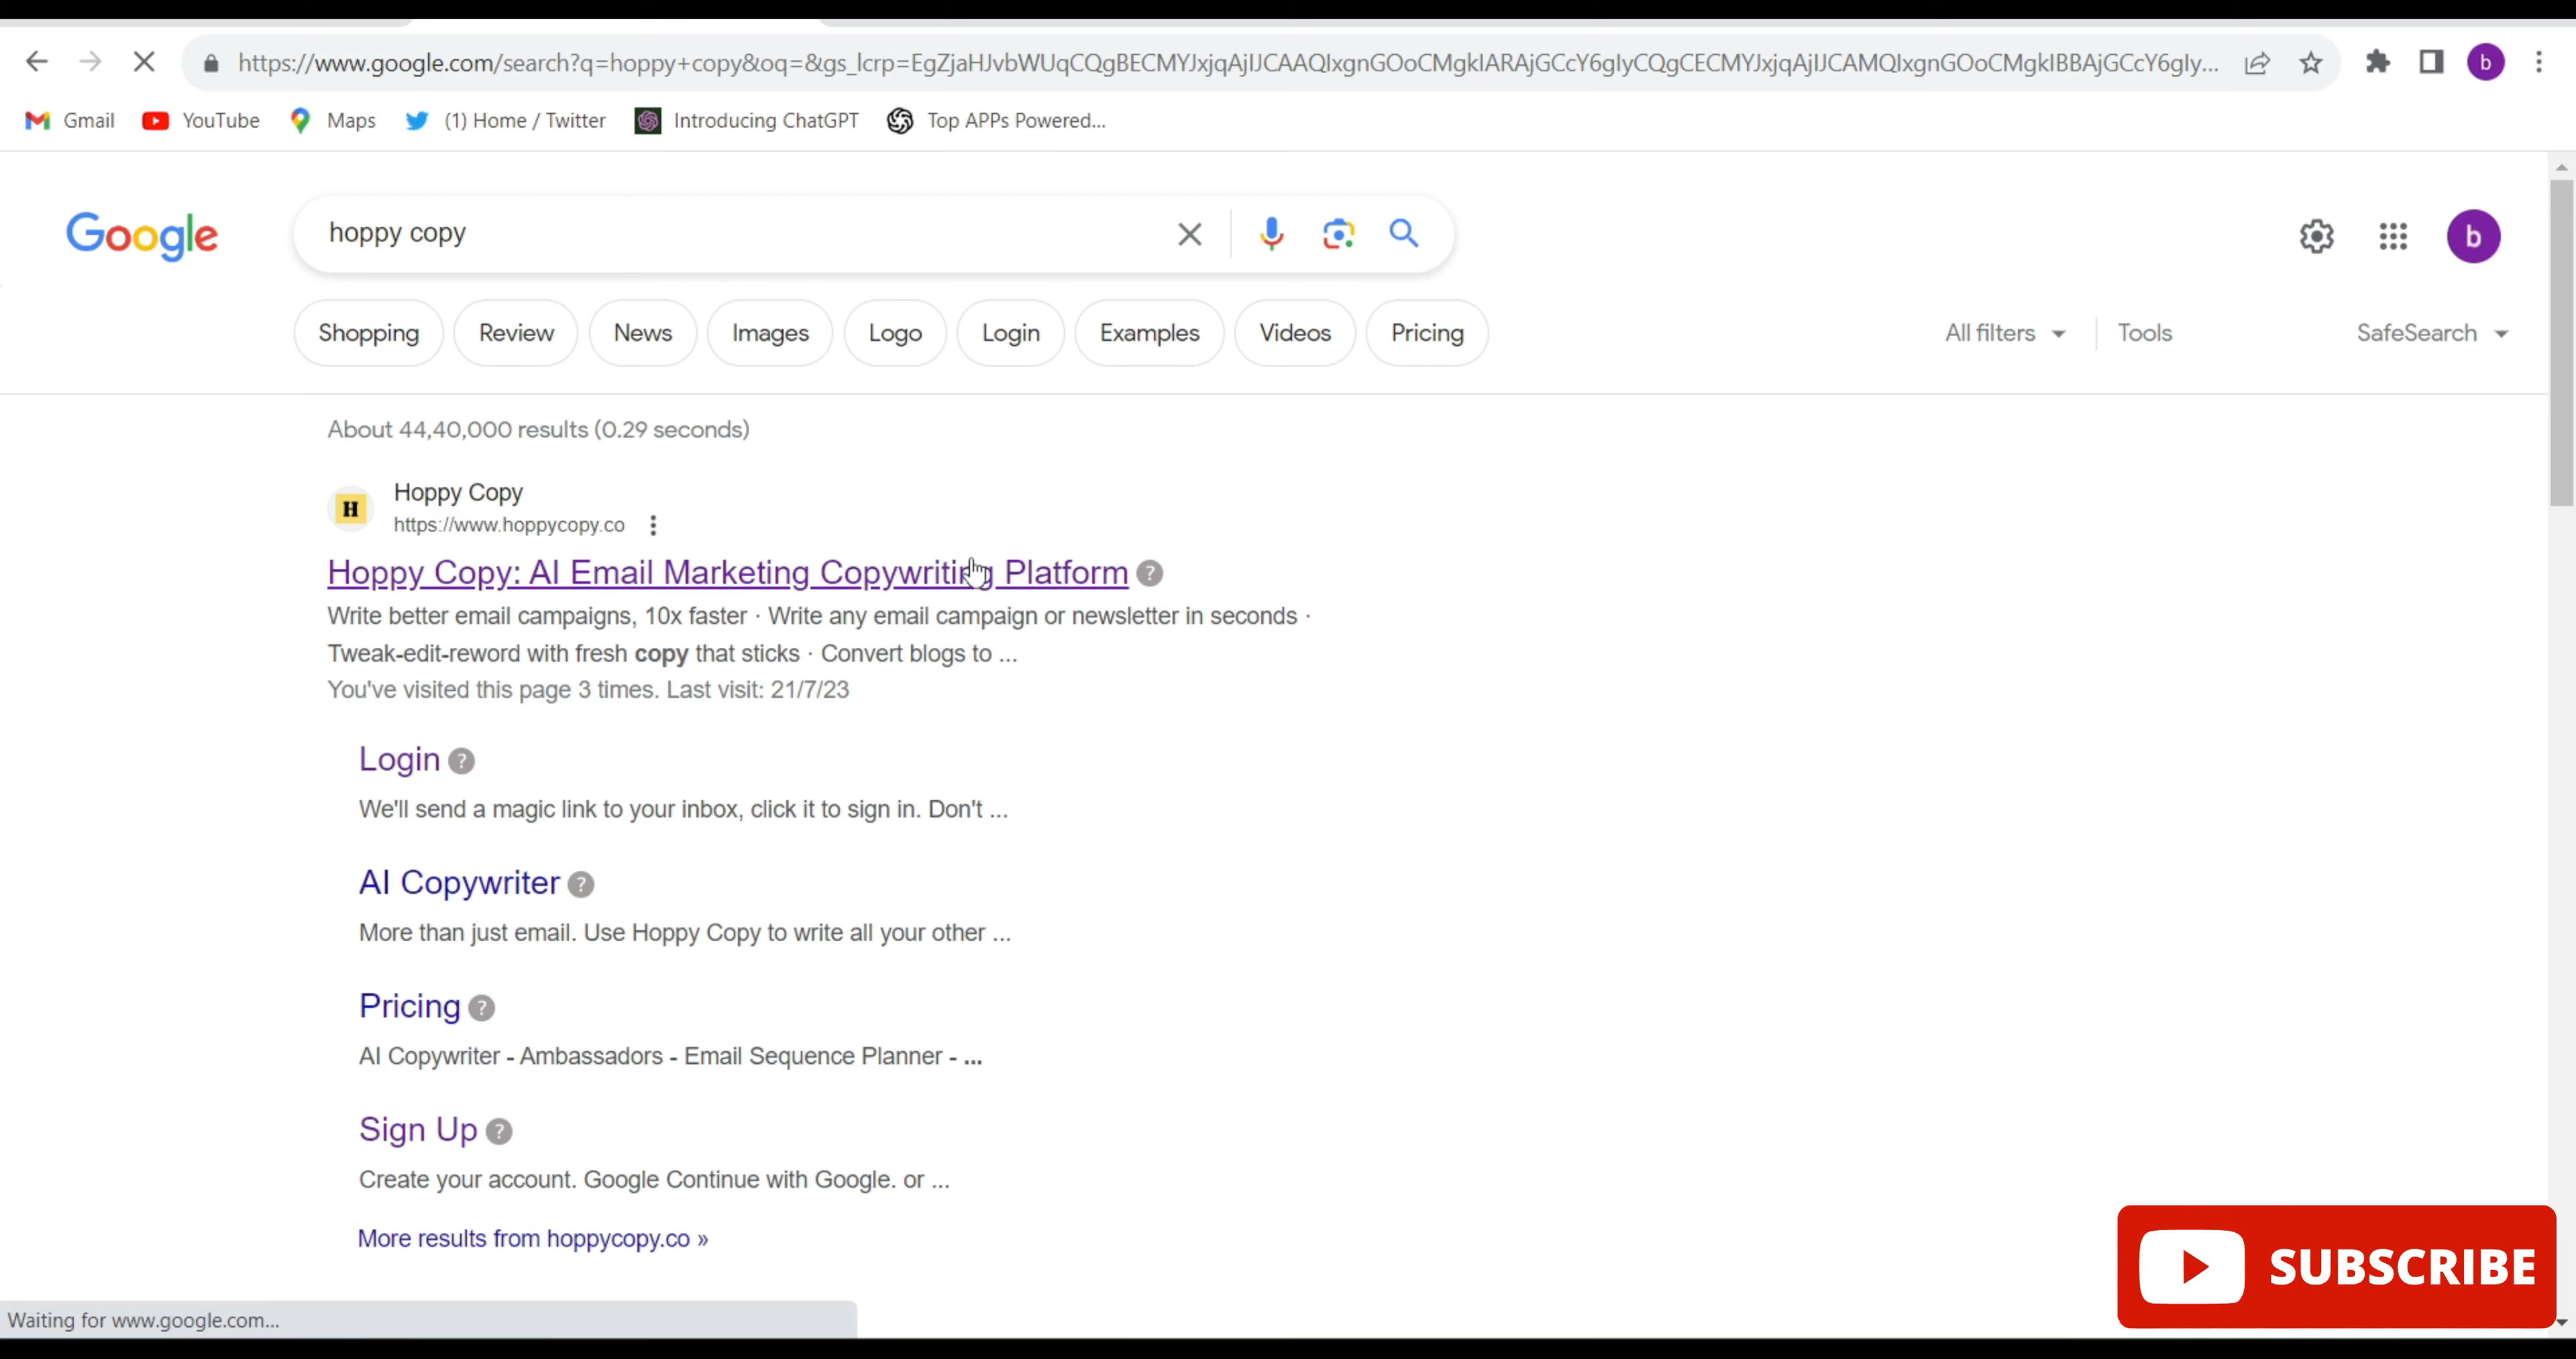 https://www.google.com/search?q=hoppy+copy&oq=&gs_lcrp=EgZjaHJvbWUqCQgBECMYJxjqAjIJCAAQIxgnGOoCMgkIARAjGCcY6gIyCQgCECMYJxjqAjIJCAMQIxgnGOoCMgkIBBAjGCcY6gIy...
Gmail YouTube Maps (1) Home / Twitter Introducing ChatGPT Top APPs Powered...
Google hoppy copy b
Shopping Review News Images Logo Login Examples Videos Pricing All filters Tools SafeSearch
About 44,40,000 results (0.29 seconds)
H Hoppy Copy
https://www.hoppycopy.co
Hoppy Copy: AI Email Marketing Copywriting Platform
Write better email campaigns, 10x faster · Write any email campaign or newsletter in seconds ·
Tweak-edit-reword with fresh copy that sticks · Convert blogs to ...
You've visited this page 3 times. Last visit: 21/7/23
Login
We'll send a magic link to your inbox, click it to sign in. Don't ...
AI Copywriter
More than just email. Use Hoppy Copy to write all your other ...
Pricing
AI Copywriter - Ambassadors - Email Sequence Planner - ...
Sign Up
Create your account. Google Continue with Google. or ...
More results from hoppycopy.co »
SUBSCRIBE
Waiting for www.google.com...